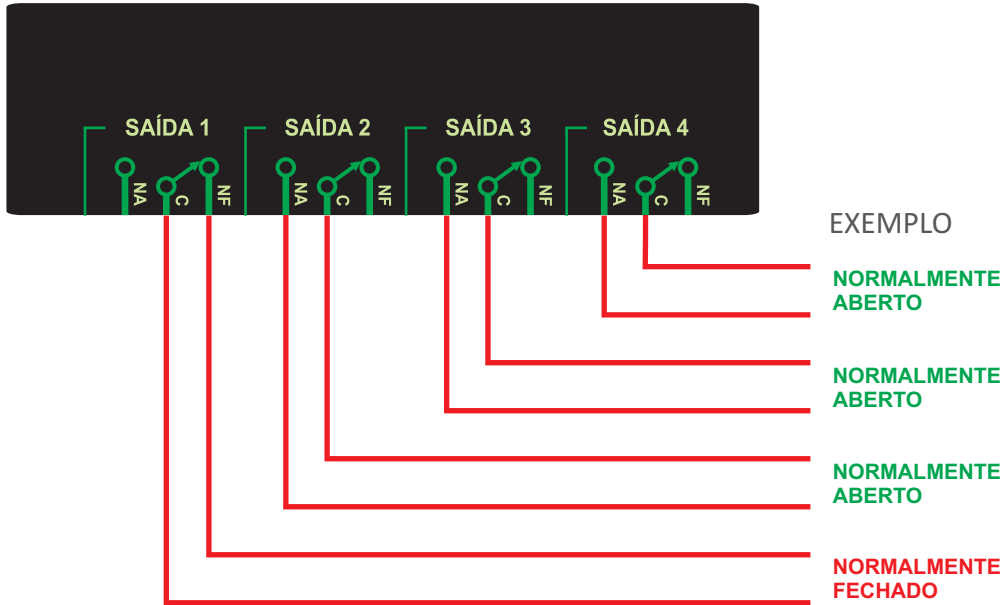 SAÍDA 1
SAÍDA 2
SAÍDA 3
SAÍDA 4
NA
C
NF
NA
C
NF
NA
C
NF
NA
C
NF
EXEMPLO
NORMALMENTE
ABERTO
NORMALMENTE
ABERTO
NORMALMENTE
ABERTO
NORMALMENTE
FECHADO